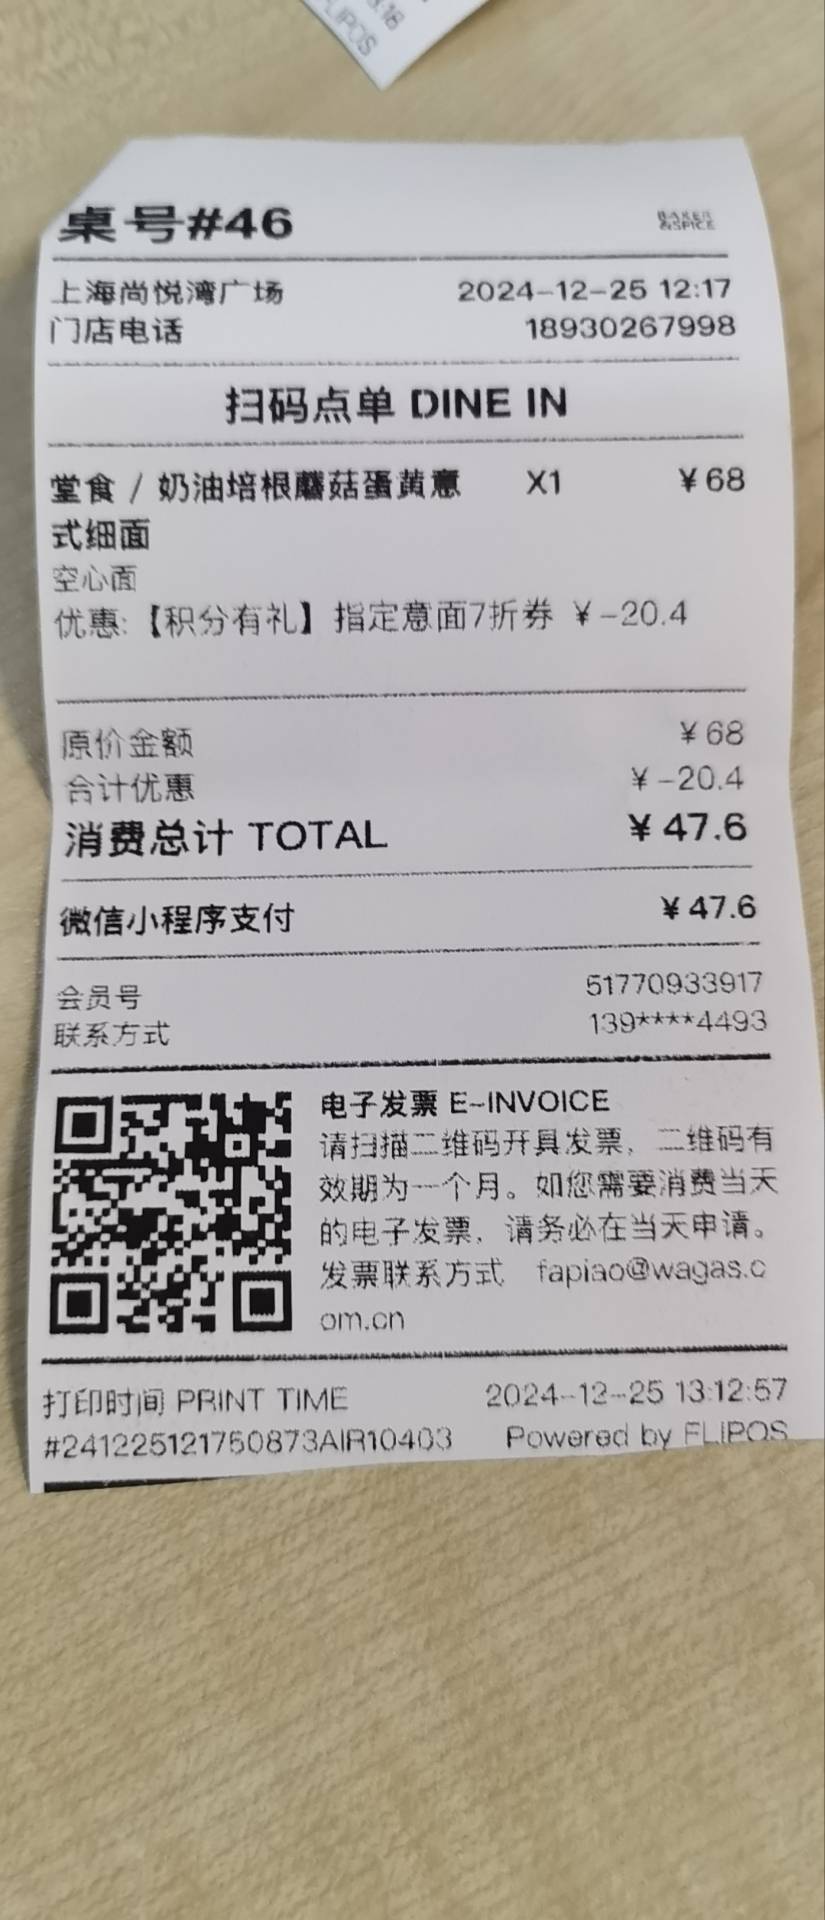 FLIPOS
桌号#46
BAKER
&SPICE
上海尚悦湾广场 2024-12-25 12:17
门店电话 18930267998
扫码点单 DINE IN
堂食 / 奶油培根蘑菇蛋黄意 X1 ¥68
式细面
空心面
优惠:【积分有礼】指定意面7折券 ¥-20.4
原价金额 ¥68
合计优惠 ¥-20.4
消费总计 TOTAL ¥47.6
微信小程序支付 ¥47.6
会员号 51770933917
联系方式 139****4493
电子发票 E-INVOICE
请扫描二维码开具发票，二维码有
效期为一个月。如您需要消费当天
的电子发票，请务必在当天申请。
发票联系方式 fapiao@wagas.c
om.cn
打印时间 PRINT TIME 2024-12-25 13:12:57
#241225121750873AIR10403 Powered by FLIPOS